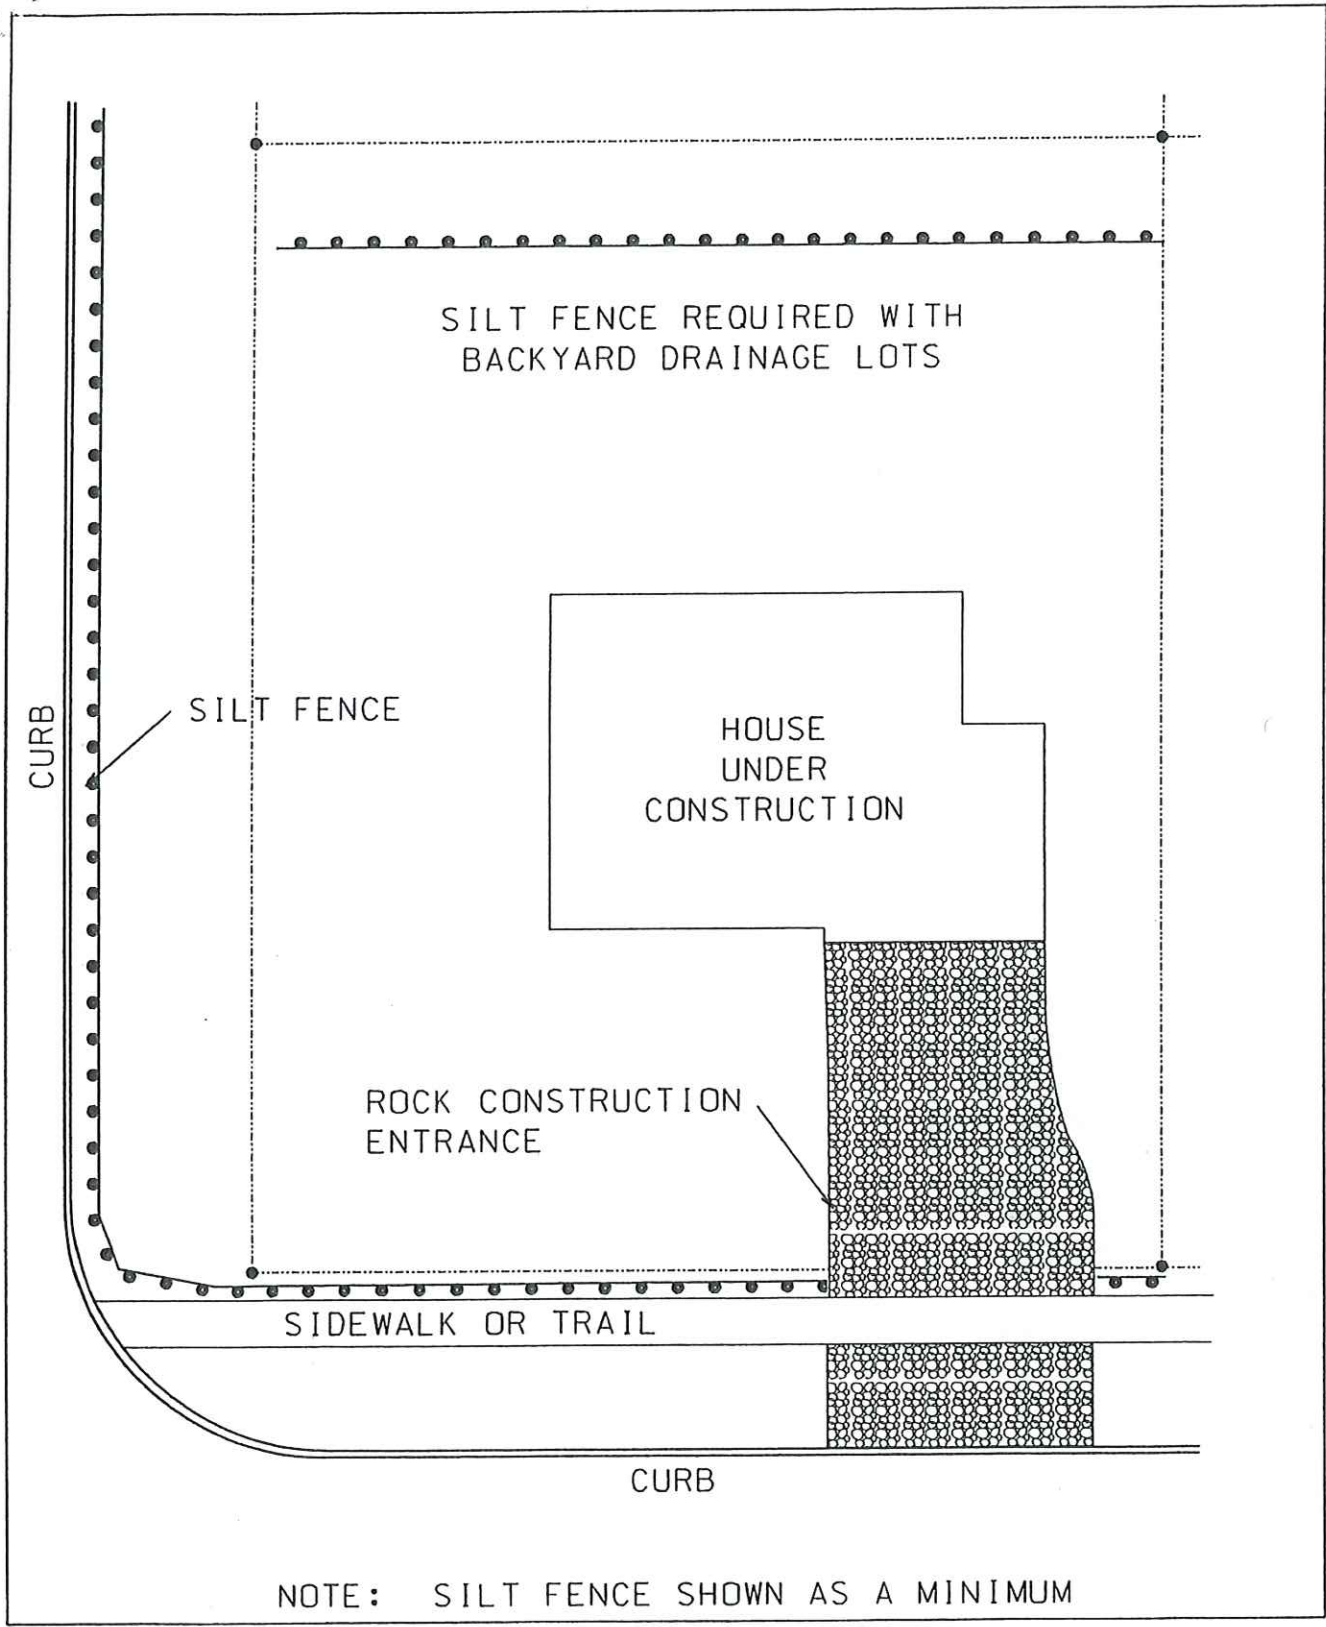 SILT FENCE REQUIRED WITH
BACKYARD DRAINAGE LOTS
CURB
SILT FENCE
HOUSE
UNDER
CONSTRUCTION
ROCK CONSTRUCTION
ENTRANCE
SIDEWALK OR TRAIL
CURB
NOTE: SILT FENCE SHOWN AS A MINIMUM